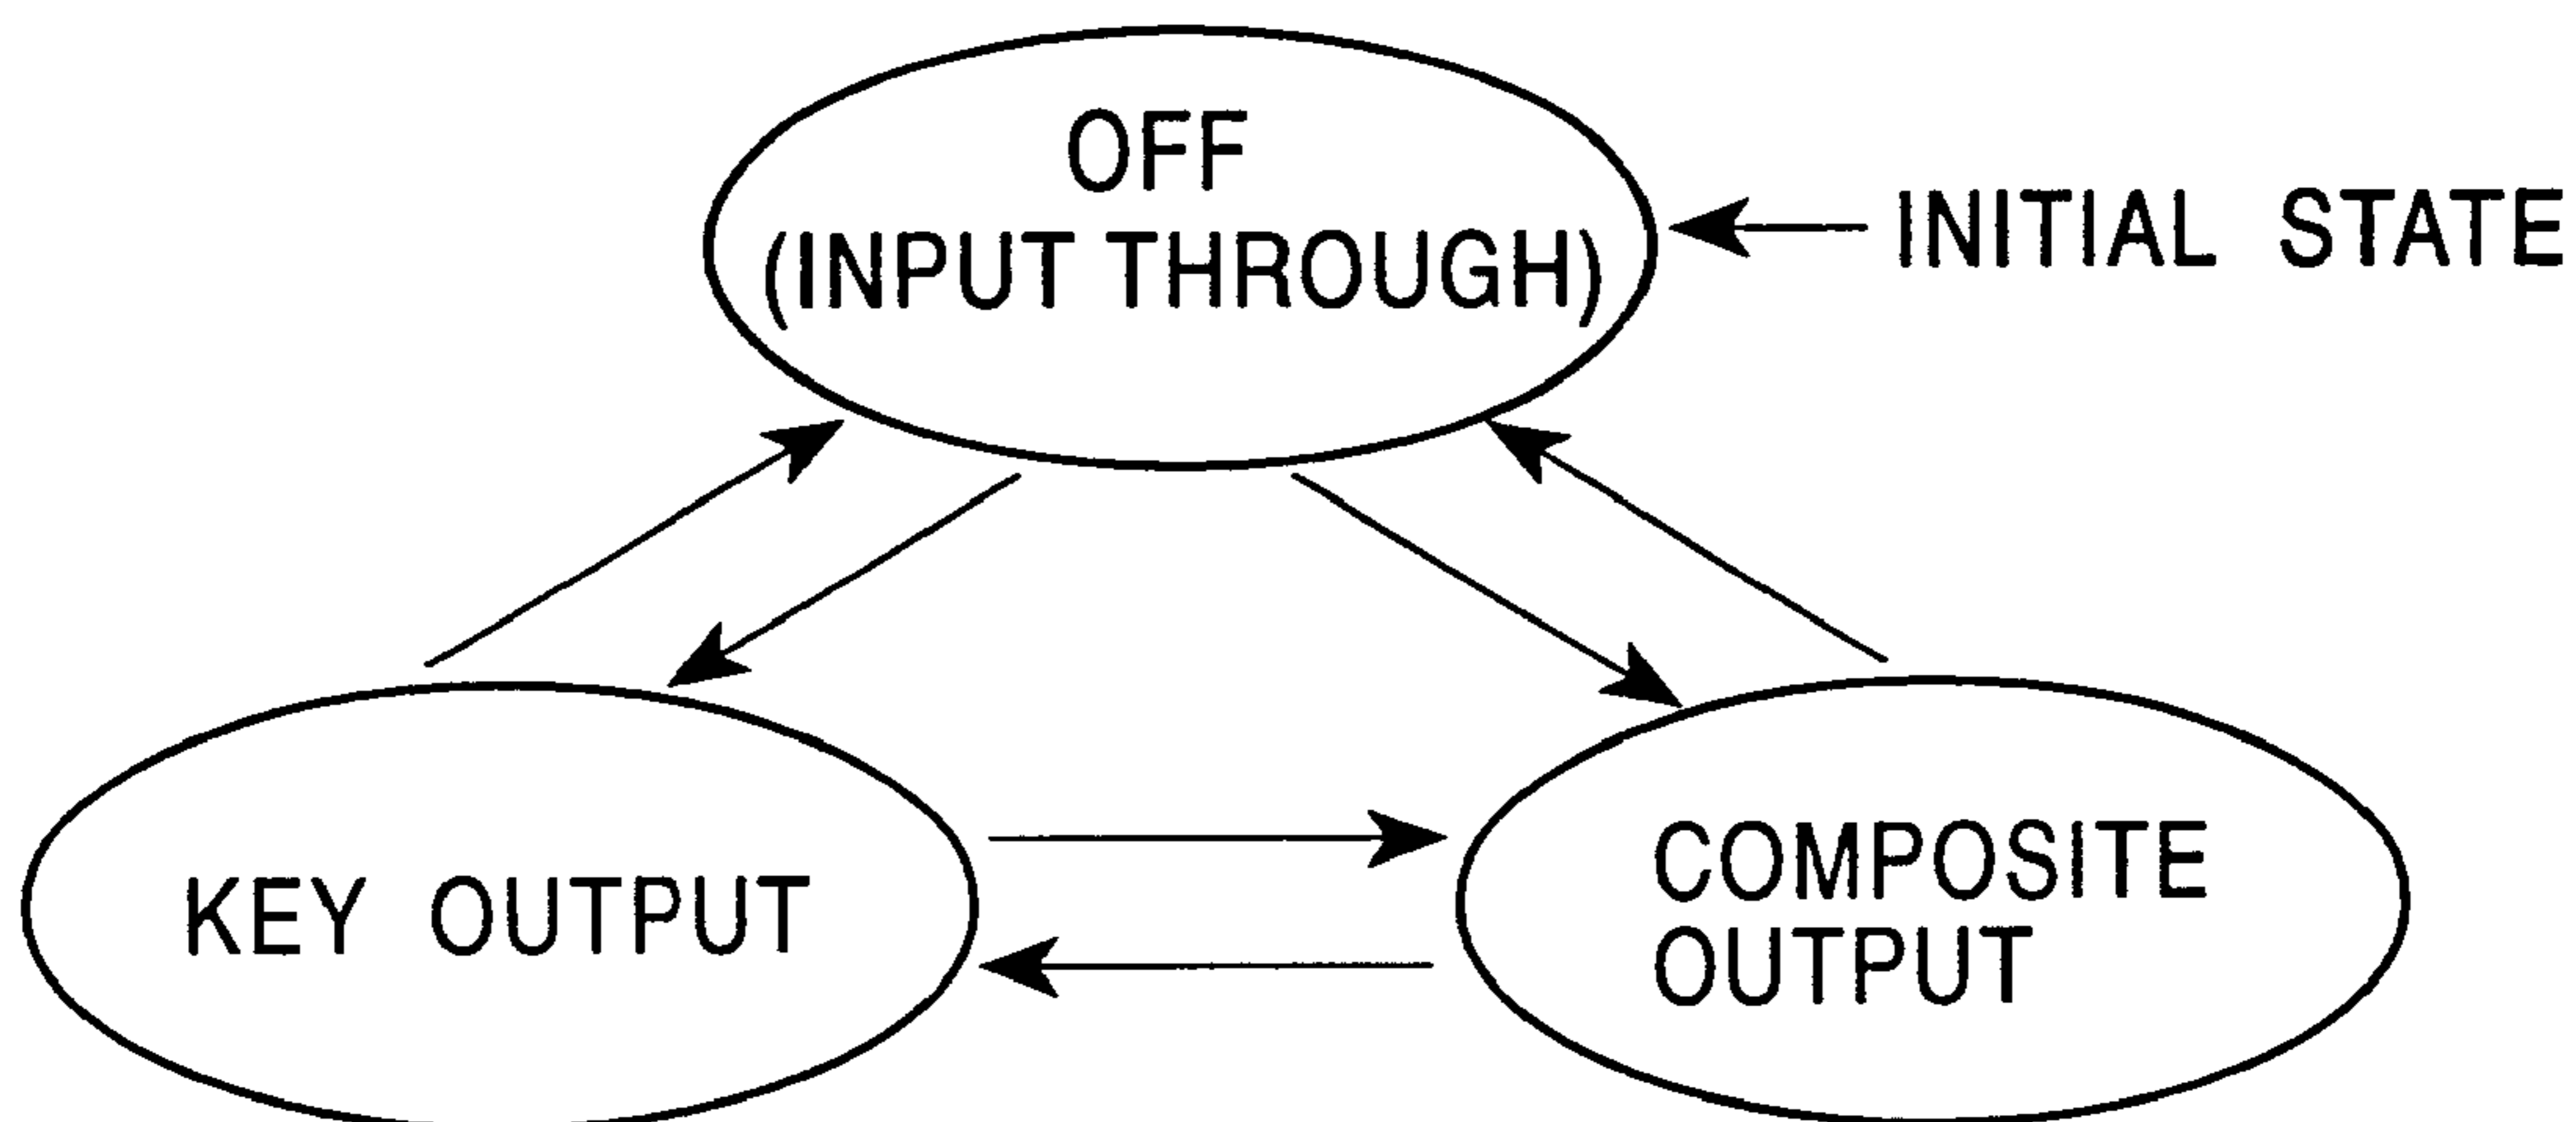 OFF
(INPUT THROUGH)
INITIAL STATE
KEY OUTPUT
COMPOSITE
OUTPUT